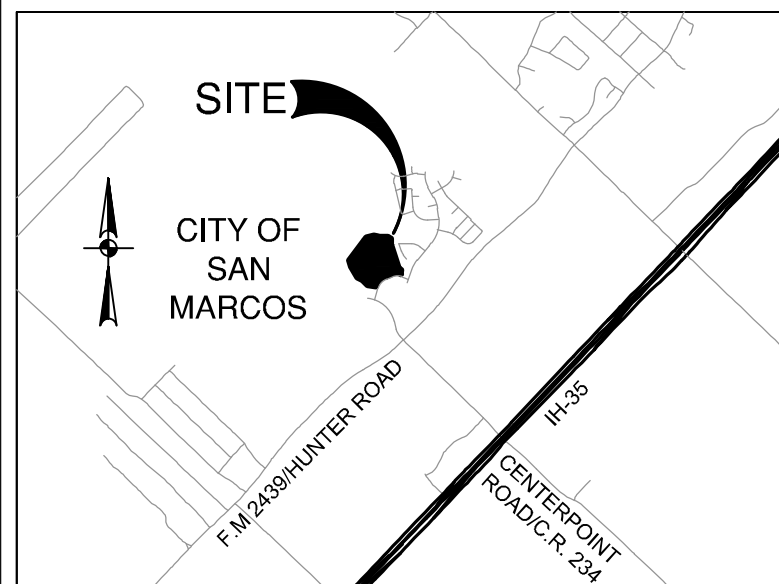 SITE
CITY OF
SAN
MARCOS
F.M 2439/HUNTER ROAD
IH-35
CENTERPOINT
ROAD/C.R. 234